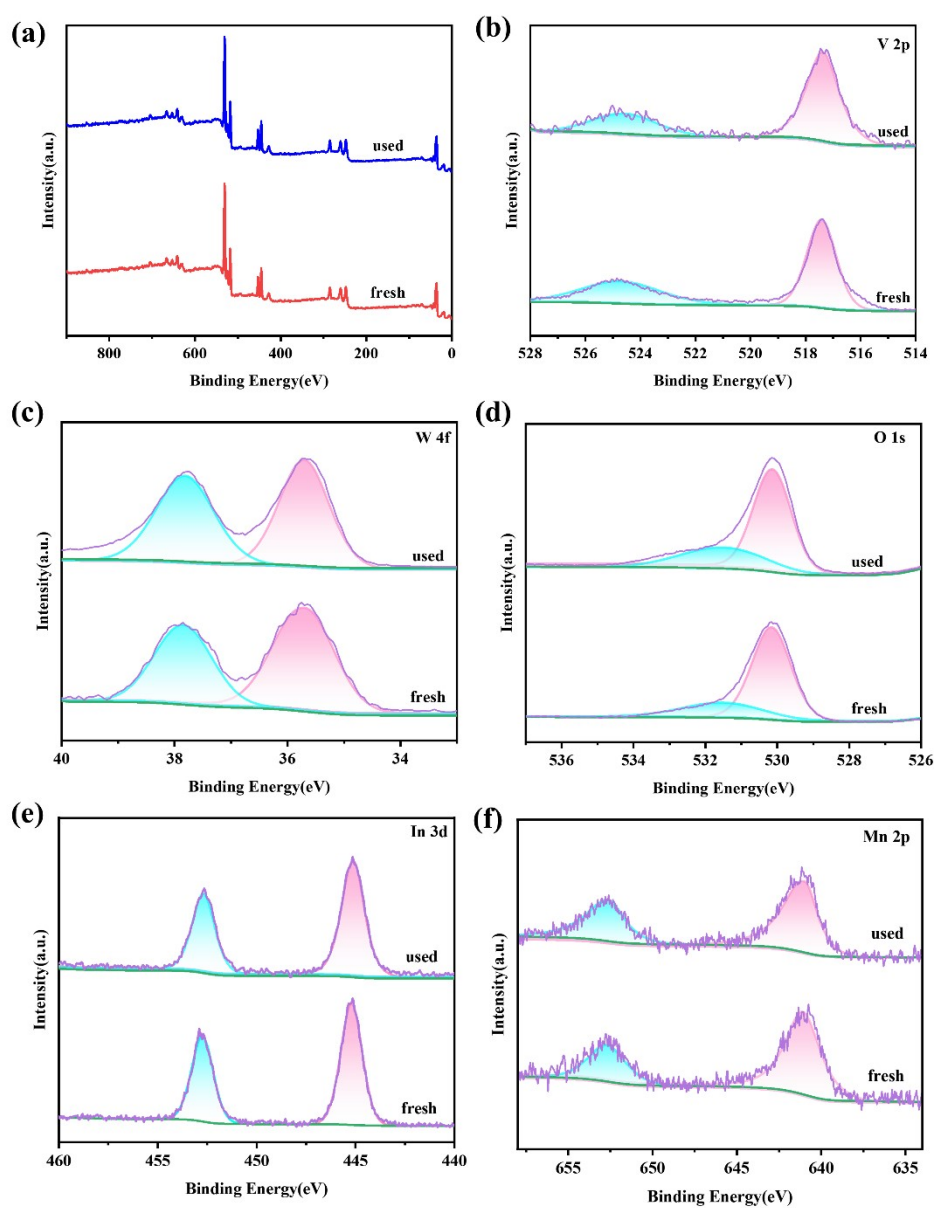 (a)
Intensity(a.u.)
used
fresh
800 600 400 200 0
Binding Energy(eV)
(b)
V 2p
Intensity(a.u.)
used
fresh
528 526 524 522 520 518 516 514
Binding Energy(eV)
(c)
W 4f
Intensity(a.u.)
used
fresh
40 38 36 34
Binding Energy(eV)
(d)
O 1s
Intensity(a.u.)
used
fresh
536 534 532 530 528 526
Binding Energy(eV)
(e)
In 3d
Intensity(a.u.)
used
fresh
460 455 450 445 440
Binding Energy(eV)
(f)
Mn 2p
Intensity(a.u.)
used
fresh
655 650 645 640 635
Binding Energy(eV)